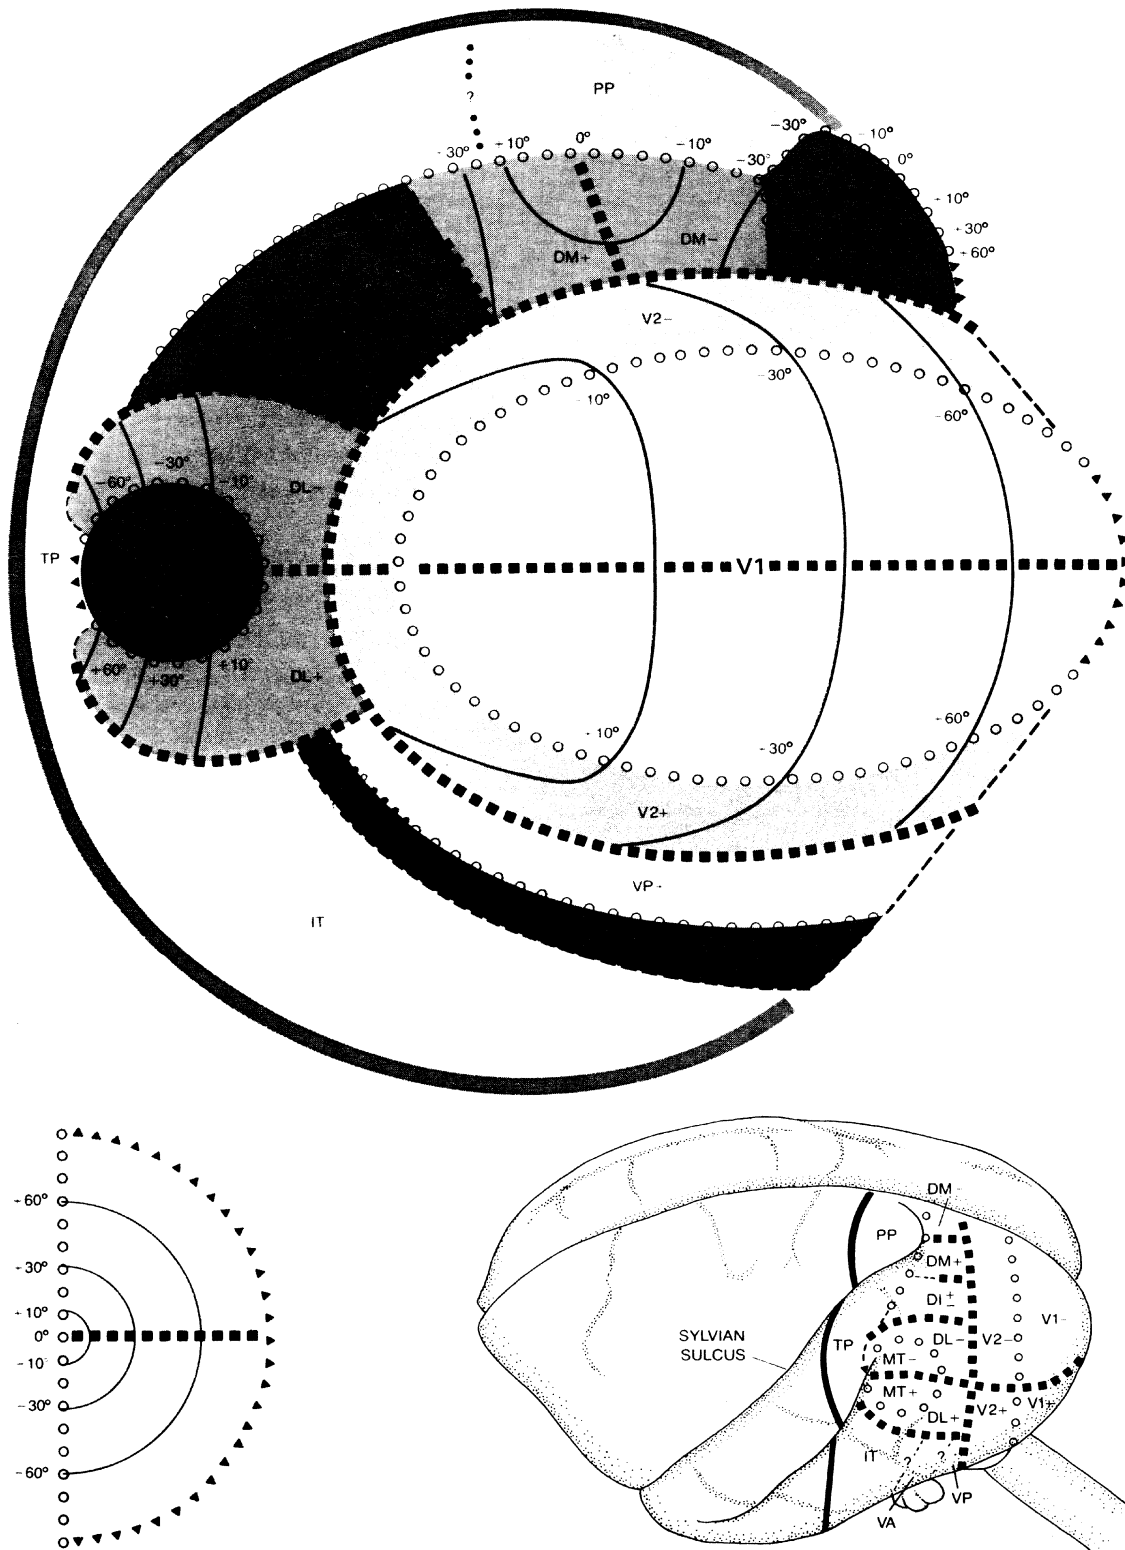 PP
?
-30° -10°
0°
+10° -10°
-30° -30° 0°
+10°
+30°
+60°
DM+ DM-
V2-
-30°
-10°
-60°
-30°
-60° -10°
DL-
TP
V1
+60° +10°
+30°
DL+
-60°
-10°
-30°
V2+
VP-
IT
+60°
+30°
+10°
0°
-10
-30°
-60°
DM-
PP
DM+
DI±
V1-
SYLVIAN
SULCUS
TP
DL- V2-
MT-
MT+
V2+ V1+
DL+
IT
? ?
VP
VA